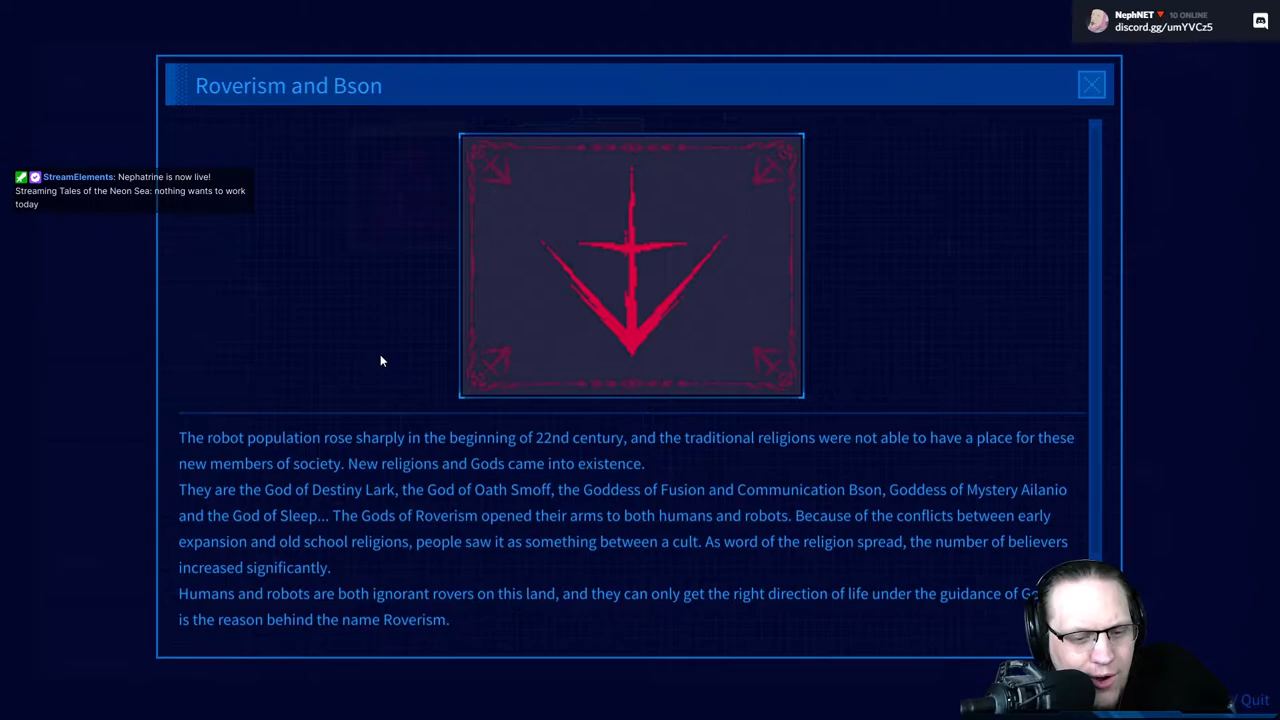 NephNET 10 ONLINE
discord.gg/umYVCz5
Roverism and Bson
StreamElements: Nephatrine is now live!
Streaming Tales of the Neon Sea: nothing wants to work
today
The robot population rose sharply in the beginning of 22nd century, and the traditional religions were not able to have a place for these
new members of society. New religions and Gods came into existence.
They are the God of Destiny Lark, the God of Oath Smoff, the Goddess of Fusion and Communication Bson, Goddess of Mystery Ailanio
and the God of Sleep... The Gods of Roverism opened their arms to both humans and robots. Because of the conflicts between early
expansion and old school religions, people saw it as something between a cult. As word of the religion spread, the number of believers
increased significantly.
Humans and robots are both ignorant rovers on this land, and they can only get the right direction of life under the guidance of
is the reason behind the name Roverism.
/ Quit